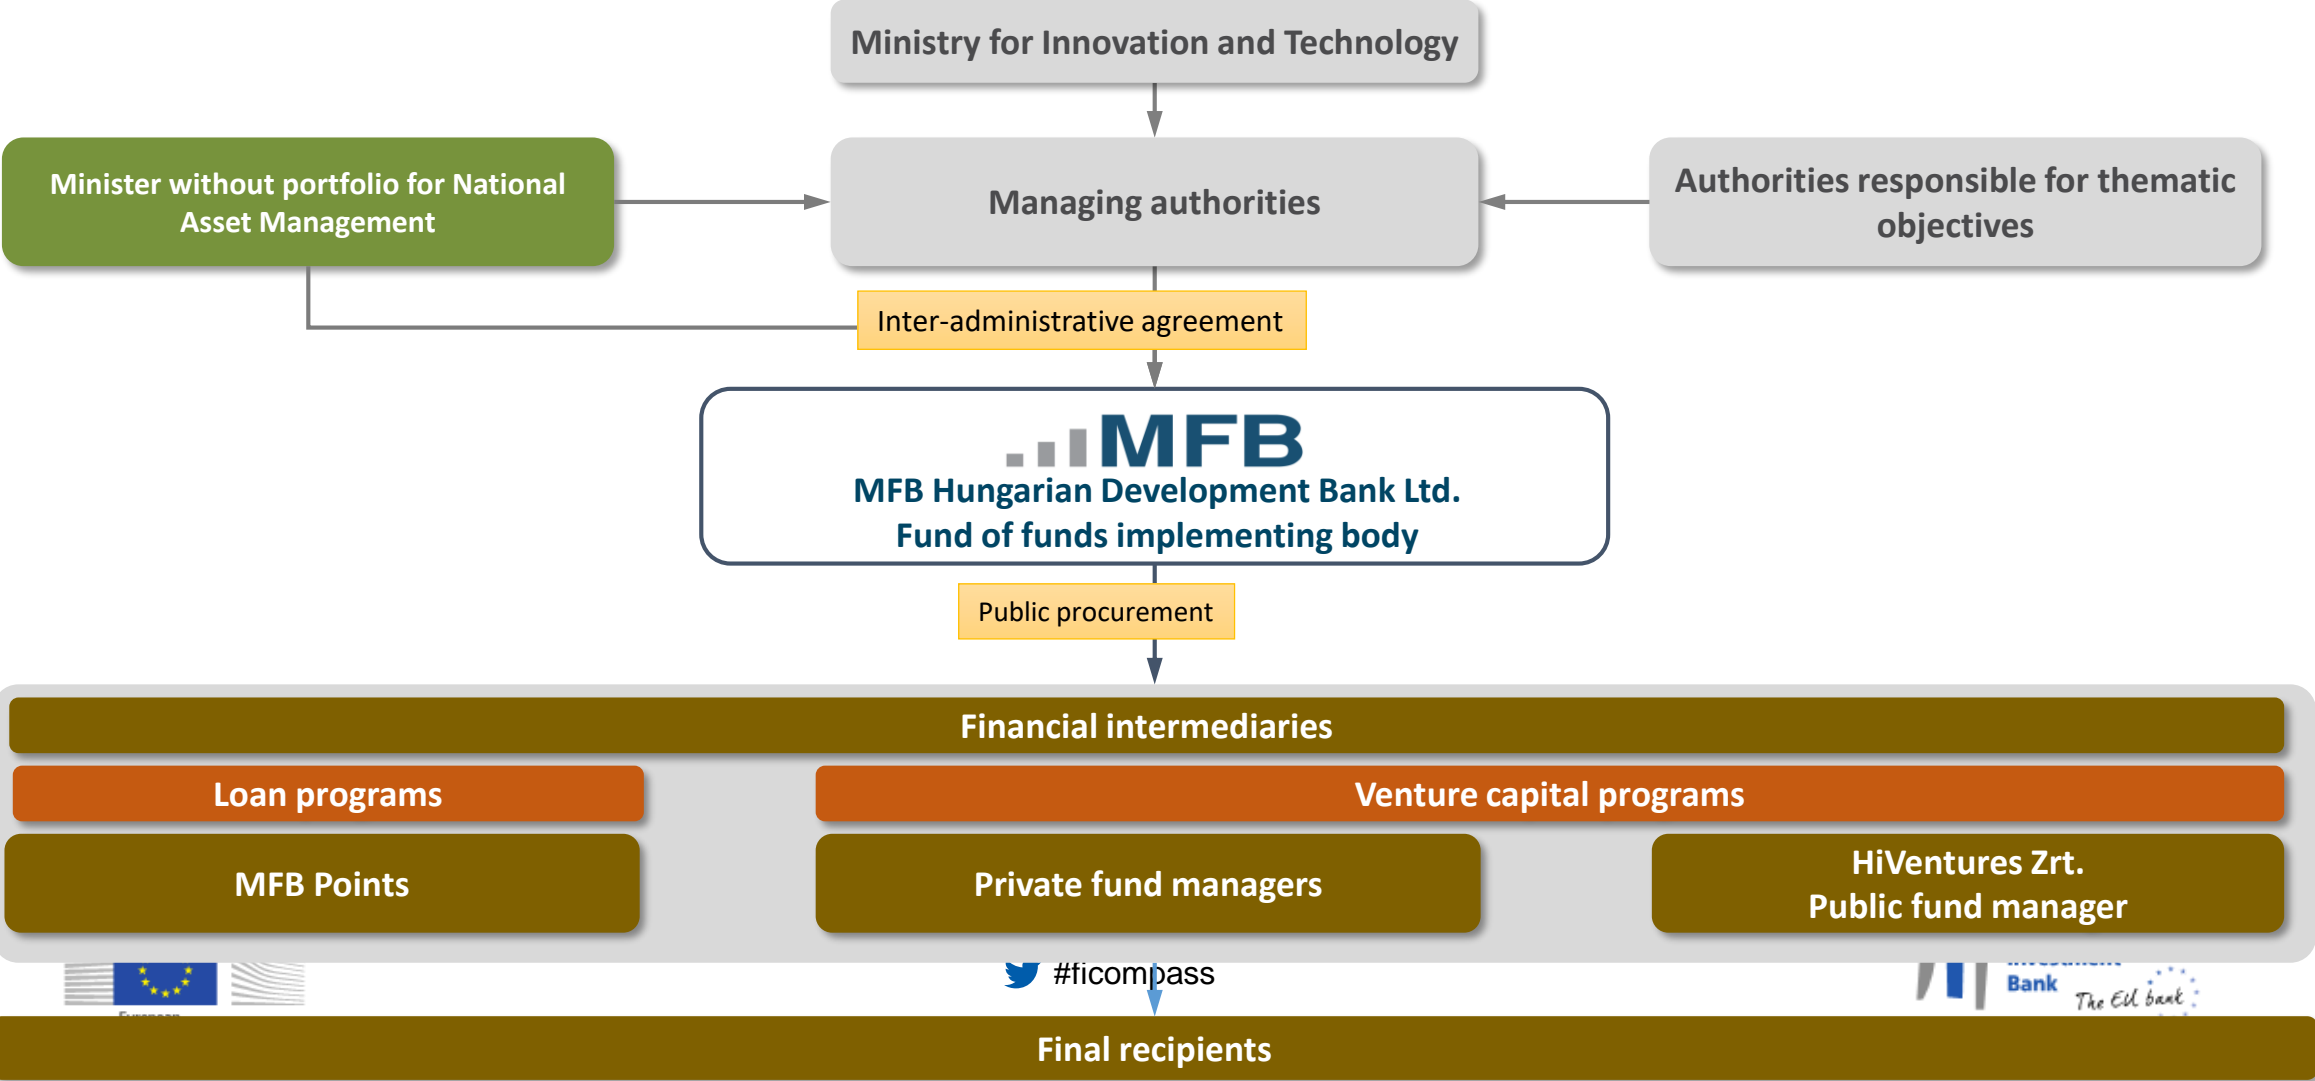 Ministry for Innovation and Technology
Minister without portfolio for National
Asset Management
Managing authorities
Authorities responsible for thematic
objectives
Inter-administrative agreement
MFB
MFB Hungarian Development Bank Ltd.
Fund of funds implementing body
Public procurement
Financial intermediaries
Loan programs
Venture capital programs
MFB Points
Private fund managers
HiVentures Zrt.
Public fund manager
#ficompass
Bank
The EU bank
Final recipients